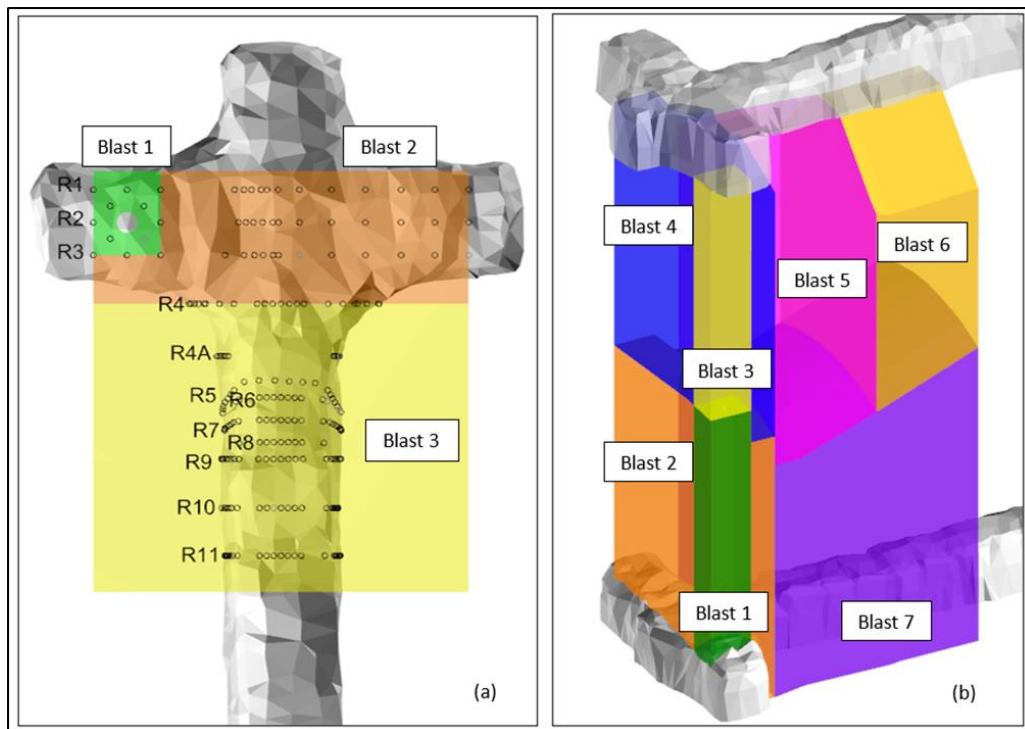 Blast 1
Blast 2
R1
R2
R3
R4
R4A
R5
R6
R7
Blast 3
R8
R9
R10
R11
(a)
Blast 4
Blast 6
Blast 5
Blast 3
Blast 2
Blast 1
Blast 7
(b)